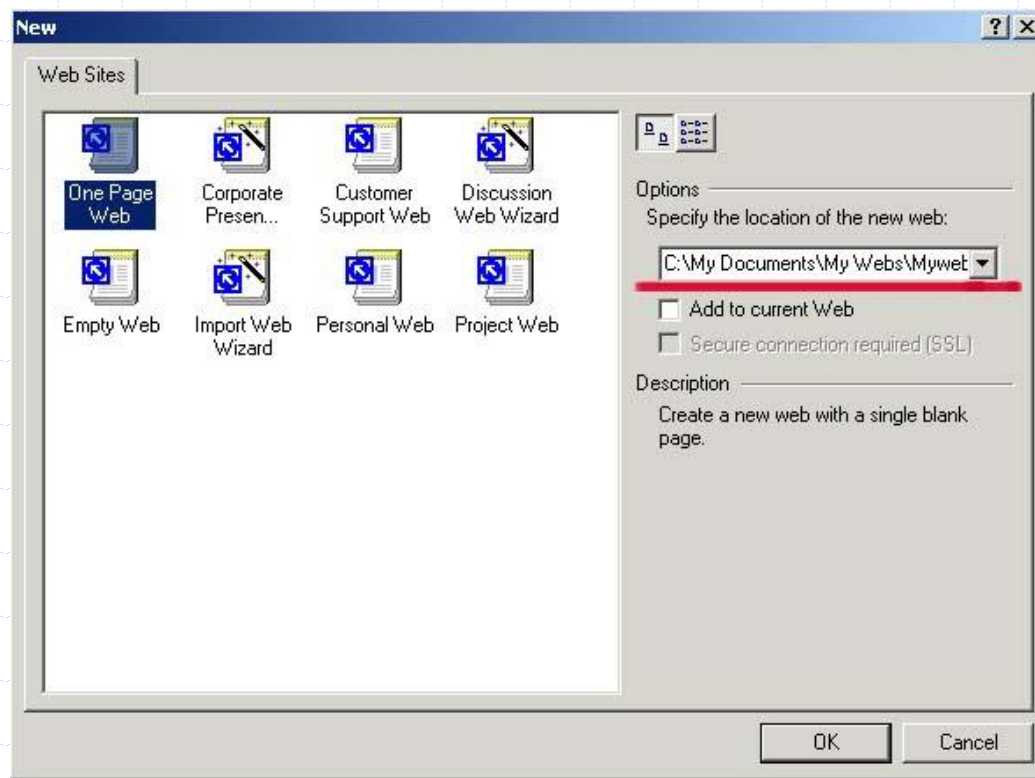 New
Web Sites
One Page
Web
Corporate
Presen...
Customer
Support Web
Discussion
Web Wizard
Empty Web
Import Web
Wizard
Personal Web
Project Web
Options
Specify the location of the new web:
C:\My Documents\My Webs\Myweb
Add to current Web
Secure connection required (SSL)
Description
Create a new web with a single blank
page.
OK
Cancel